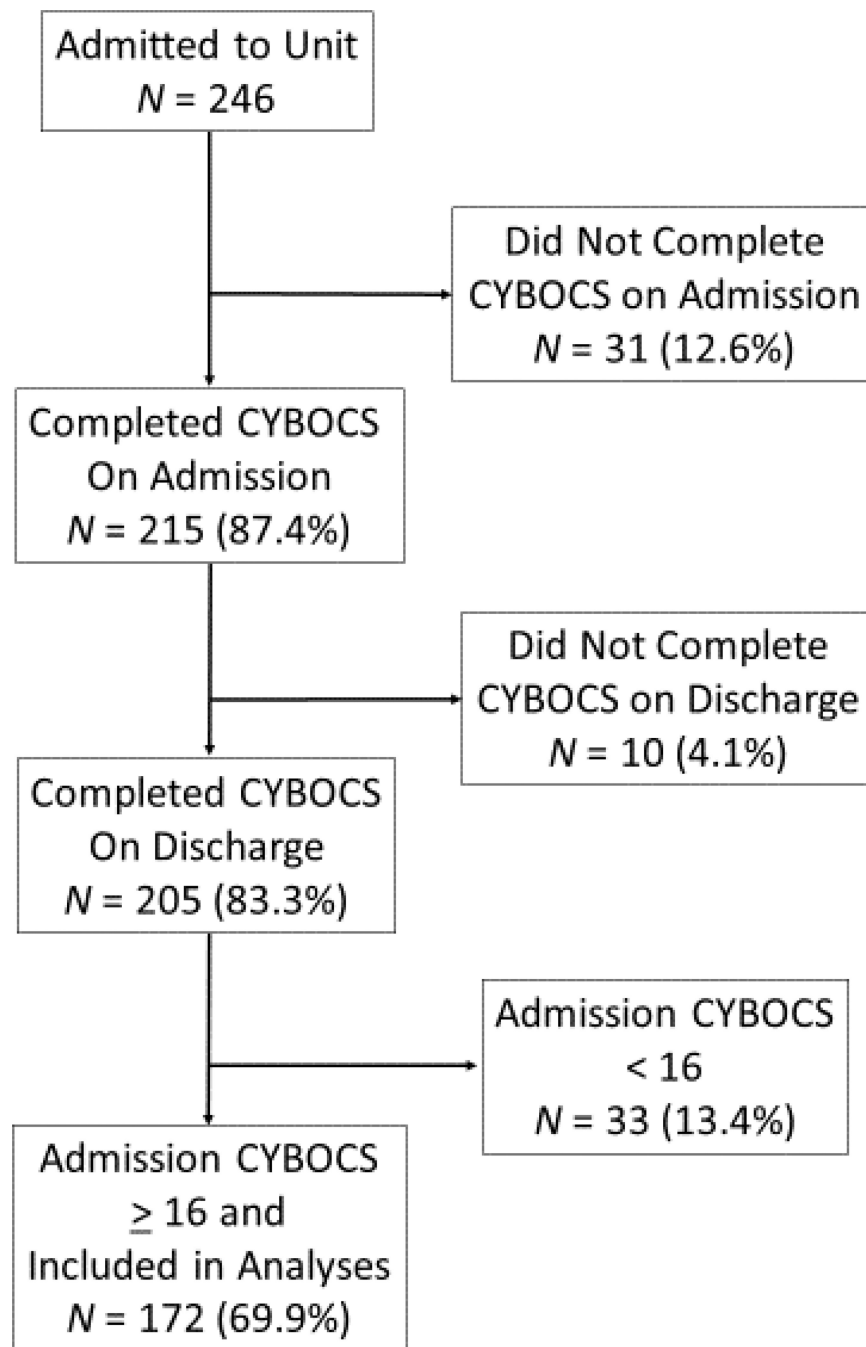 Admitted to Unit
N = 246
Did Not Complete
CYBOCS on Admission
N = 31 (12.6%)
Completed CYBOCS
On Admission
N = 215 (87.4%)
Did Not Complete
CYBOCS on Discharge
N = 10 (4.1%)
Completed CYBOCS
On Discharge
N = 205 (83.3%)
Admission CYBOCS
< 16
N = 33 (13.4%)
Admission CYBOCS
≥ 16 and
Included in Analyses
N = 172 (69.9%)